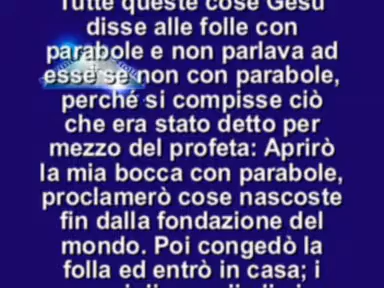 Tutte queste cose Gesù
disse alle folle con
parabole e non parlava ad
esse se non con parabole,
perché si compisse ciò
che era stato detto per
mezzo del profeta: Aprirò
la mia bocca con parabole,
proclamerò cose nascoste
fin dalla fondazione del
mondo. Poi congedò la
folla ed entrò in casa; i